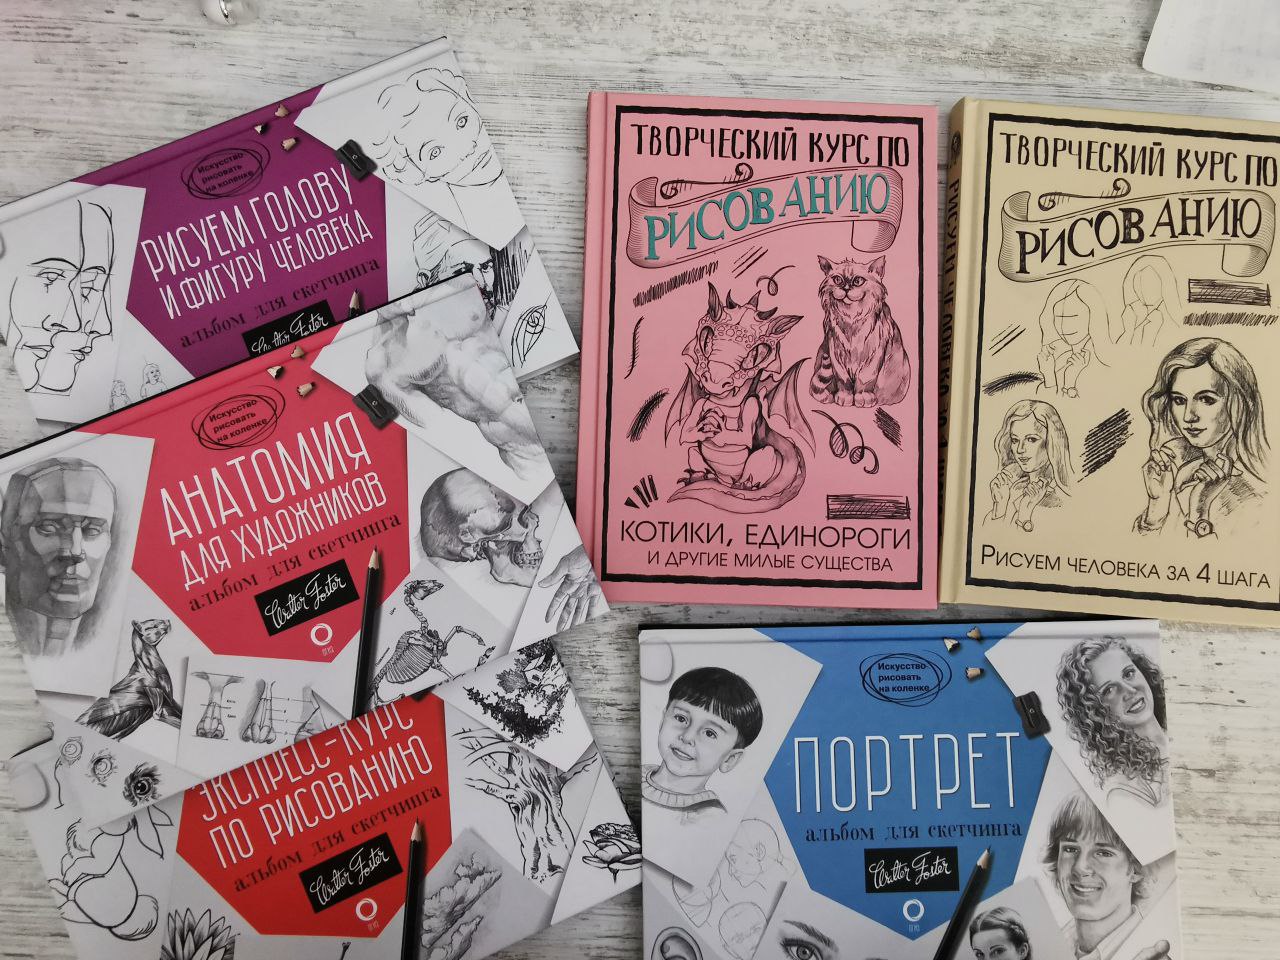 Искусство
рисовать
на коленке
РИСУЕМ ГОЛОВУ
И ФИГУРУ ЧЕЛОВЕКА
альбом для скетчинга
Walter Foster
Искусство
рисовать
на коленке
АНАТОМИЯ
ДЛЯ ХУДОЖНИКОВ
альбом для скетчинга
Walter Foster
ЭКСПРЕСС-КУРС
ПО РИСОВАНИЮ
альбом для скетчинга
Walter Foster
ТВОРЧЕСКИЙ КУРС ПО
РИСОВАНИЮ
КОТИКИ, ЕДИНОРОГИ
И ДРУГИЕ МИЛЫЕ СУЩЕСТВА
ТВОРЧЕСКИЙ КУРС ПО
РИСОВАНИЮ
РИСУЕМ ЧЕЛОВЕКА ЗА 4 ШАГА
Искусство
рисовать
на коленке
ПОРТРЕТ
альбом для скетчинга
Walter Foster